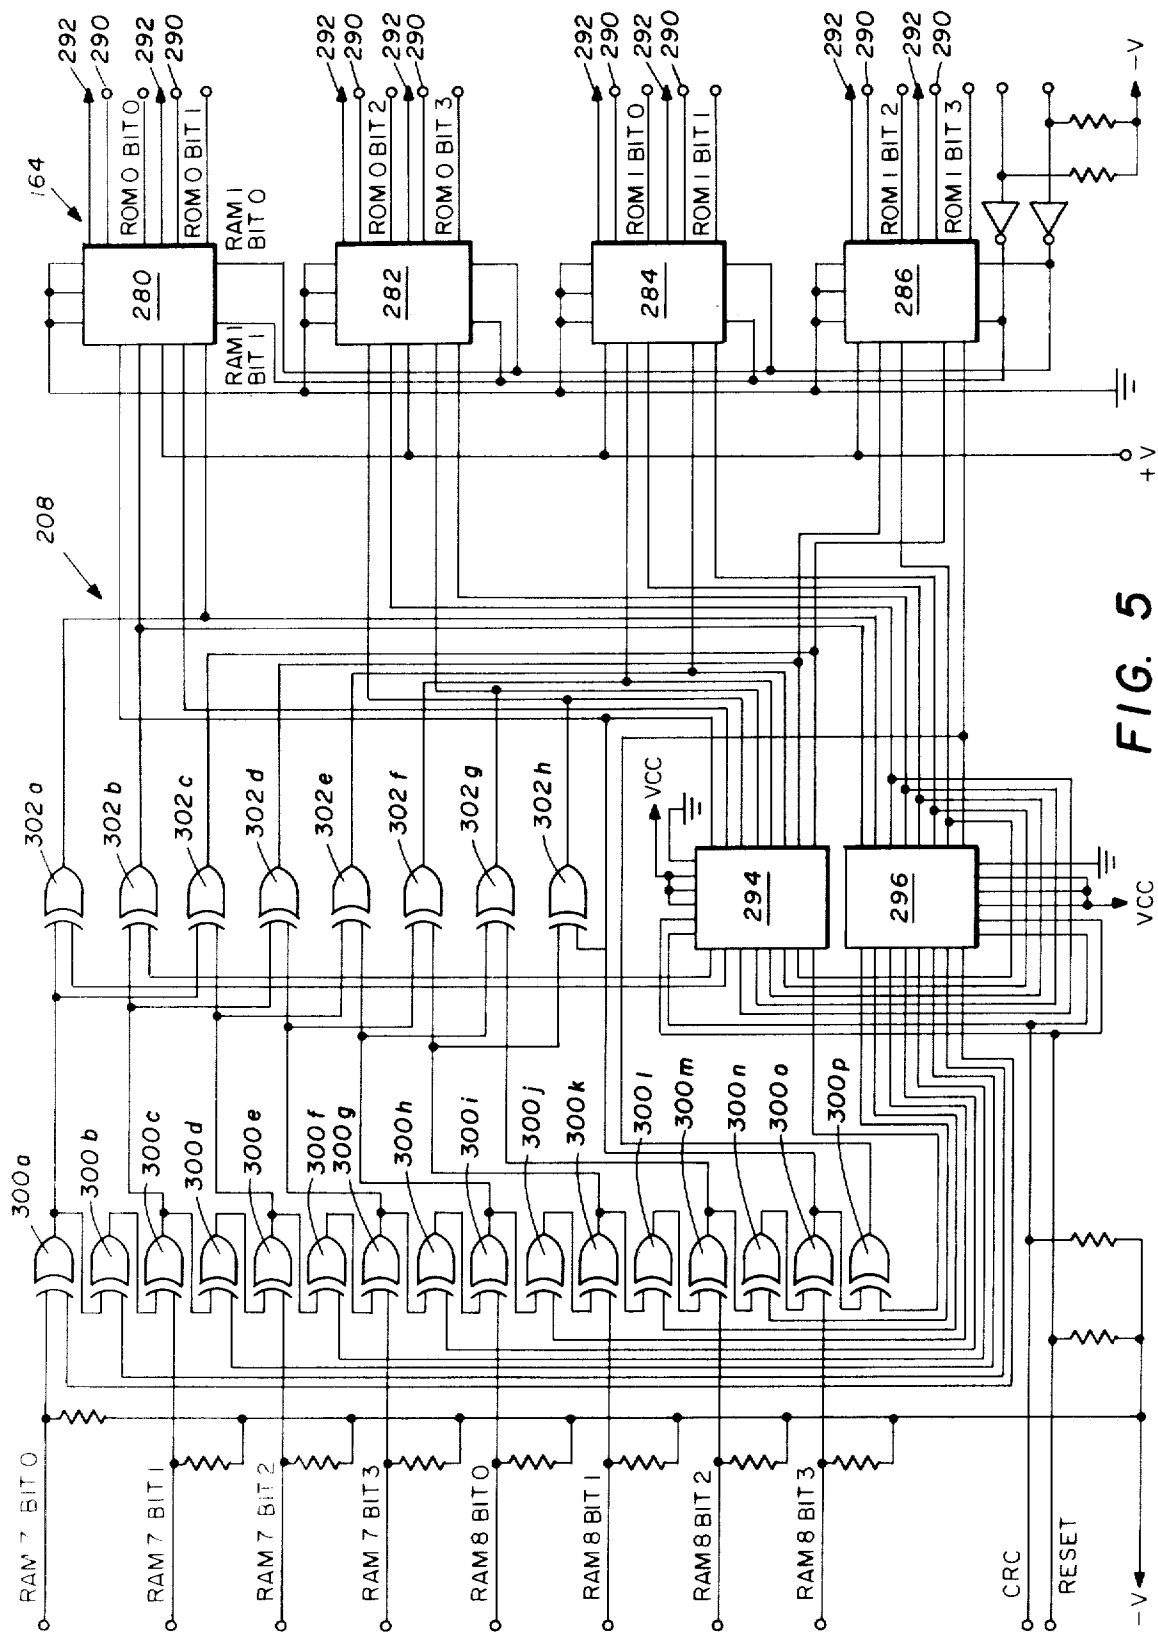 292
290
292
290
292
290
292
290
292
290
292
290
292
290
292
290
164
ROM 0 BIT 0
ROM 0 BIT 1
ROM 0 BIT 2
ROM 0 BIT 3
ROM 1 BIT 0
ROM 1 BIT 1
ROM 1 BIT 2
ROM 1 BIT 3
-V
RAM 1
BIT 0
280
282
284
286
RAM 1
BIT 1
+V
208
FIG. 5
302a
302b
302c
302d
302e
302f
302g
302h
VCC
294
296
VCC
300a
300b
300c
300d
300e
300f
300g
300h
300i
300j
300k
300l
300m
300n
300o
300p
RAM 7 BIT 0
RAM 7 BIT 1
RAM 7 BIT 2
RAM 7 BIT 3
RAM 8 BIT 0
RAM 8 BIT 1
RAM 8 BIT 2
RAM 8 BIT 3
CRC
RESET
-V